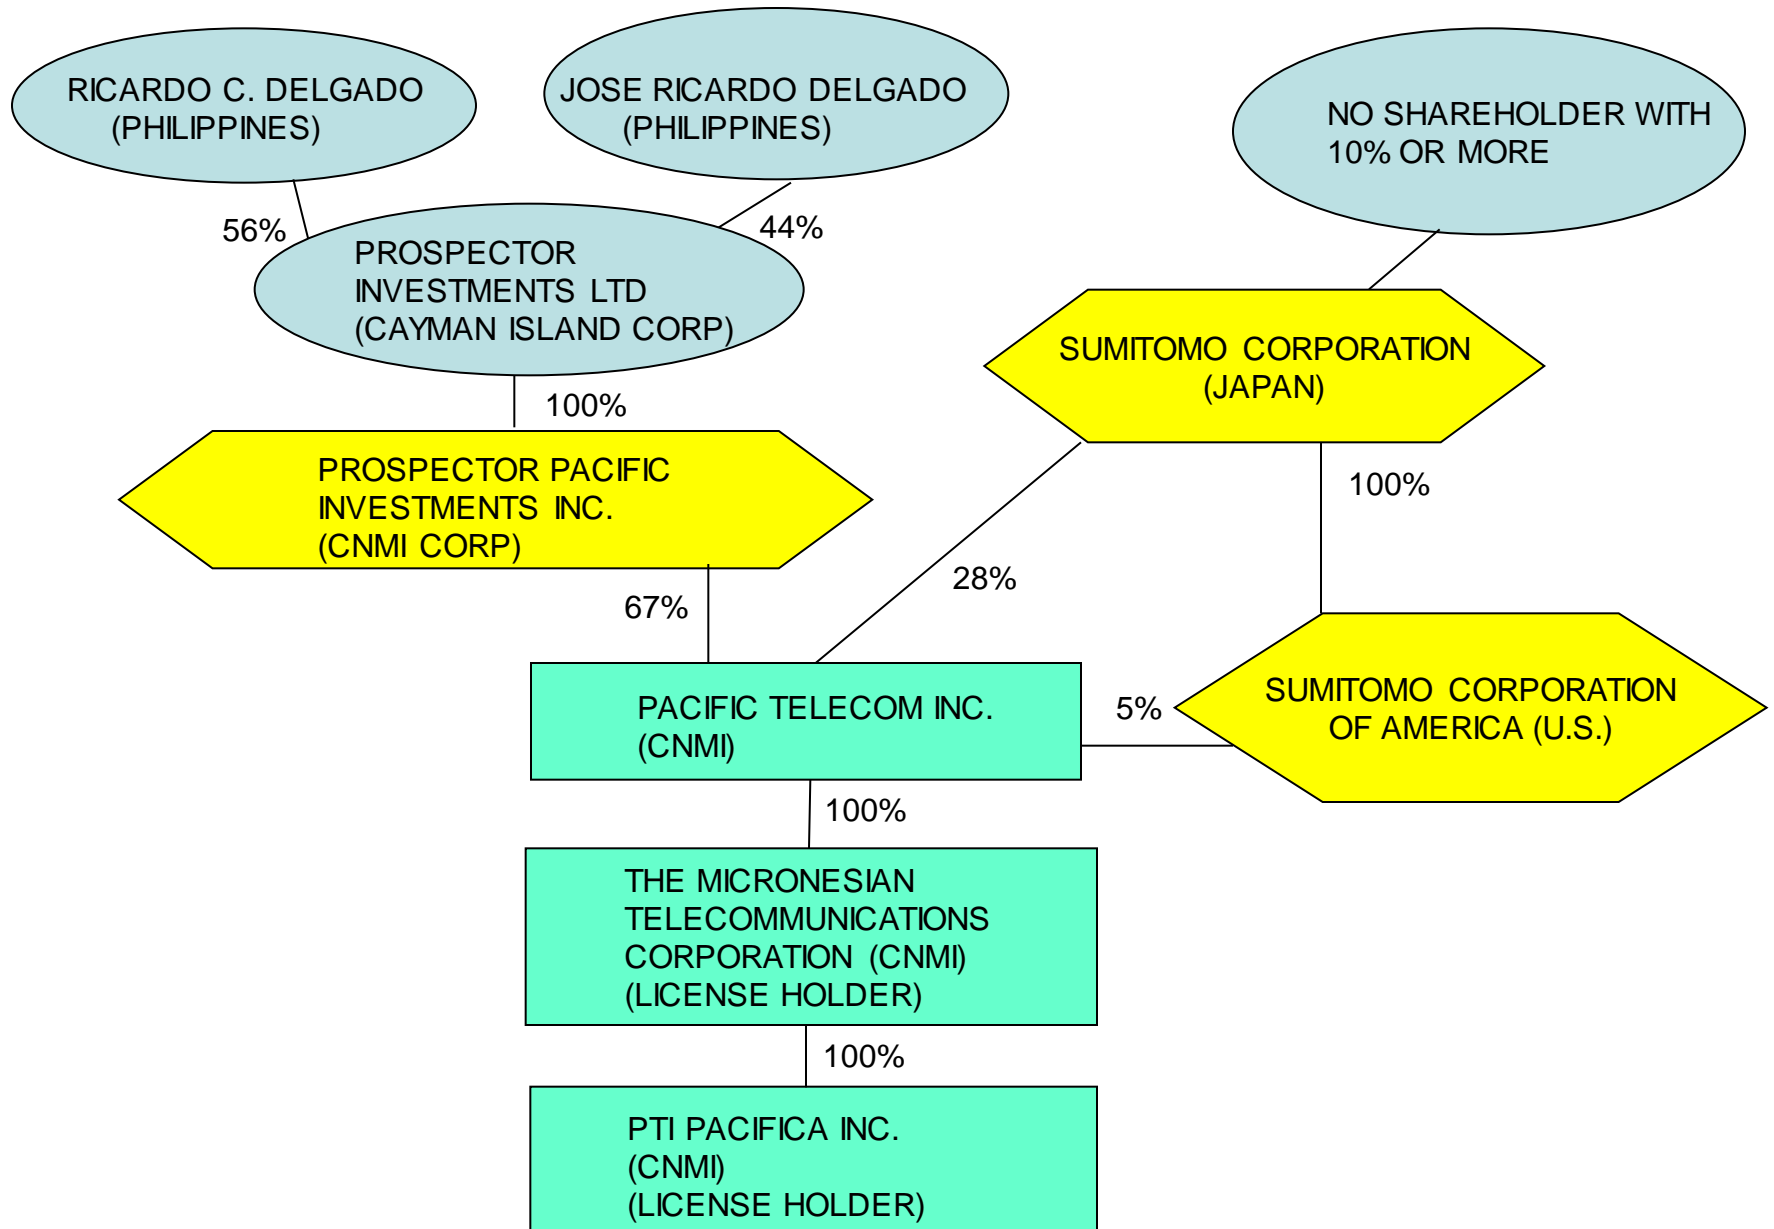 RICARDO C. DELGADO
(PHILIPPINES)
JOSE RICARDO DELGADO
(PHILIPPINES)
NO SHAREHOLDER WITH
10% OR MORE
56%
44%
PROSPECTOR
INVESTMENTS LTD
(CAYMAN ISLAND CORP)
SUMITOMO CORPORATION
(JAPAN)
100%
PROSPECTOR PACIFIC
INVESTMENTS INC.
(CNMI CORP)
100%
28%
67%
PACIFIC TELECOM INC.
(CNMI)
5%
SUMITOMO CORPORATION
OF AMERICA (U.S.)
100%
THE MICRONESIAN
TELECOMMUNICATIONS
CORPORATION (CNMI)
(LICENSE HOLDER)
100%
PTI PACIFICA INC.
(CNMI)
(LICENSE HOLDER)